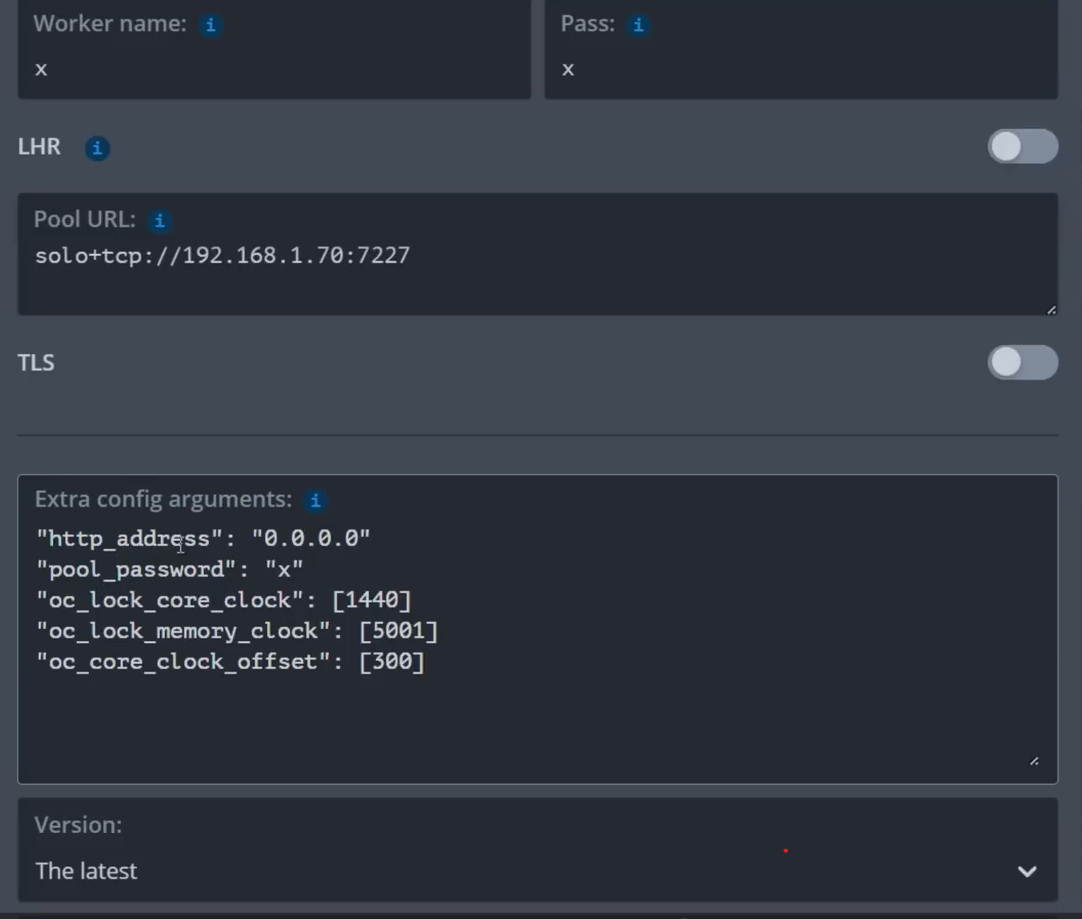 Worker name: i
x
Pass: i
x
LHR i
Pool URL: i
solo+tcp://192.168.1.70:7227
TLS
Extra config arguments: i
"http_address": "0.0.0.0"
"pool_password": "x"
"oc_lock_core_clock": [1440]
"oc_lock_memory_clock": [5001]
"oc_core_clock_offset": [300]
Version:
The latest